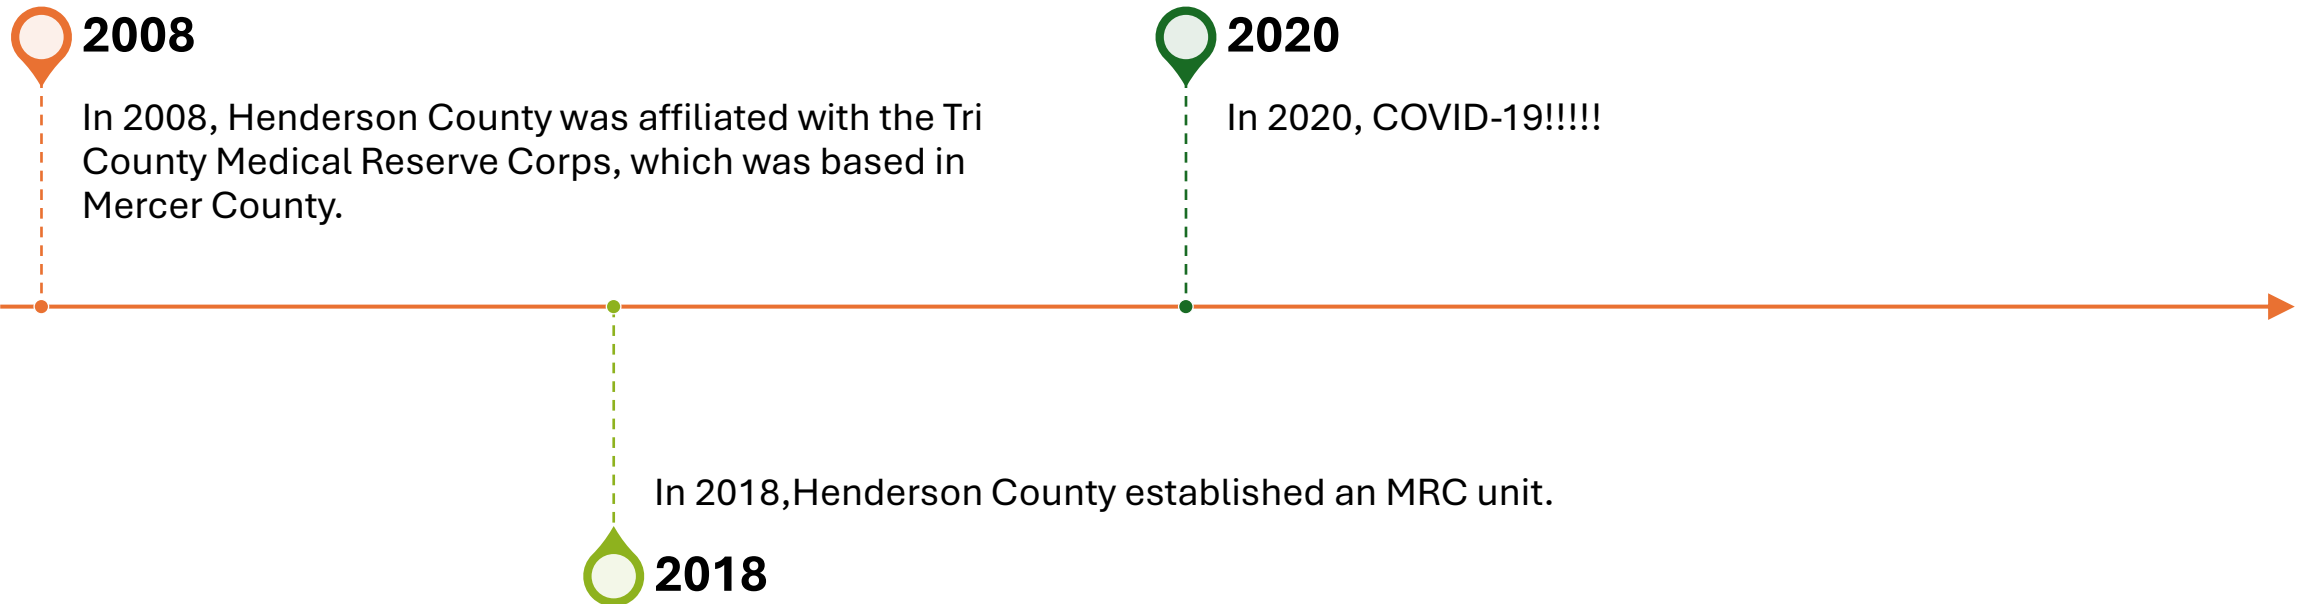 2008
In 2008, Henderson County was affiliated with the Tri
County Medical Reserve Corps, which was based in
Mercer County.
2020
In 2020, COVID-19!!!!!
In 2018,Henderson County established an MRC unit.
2018